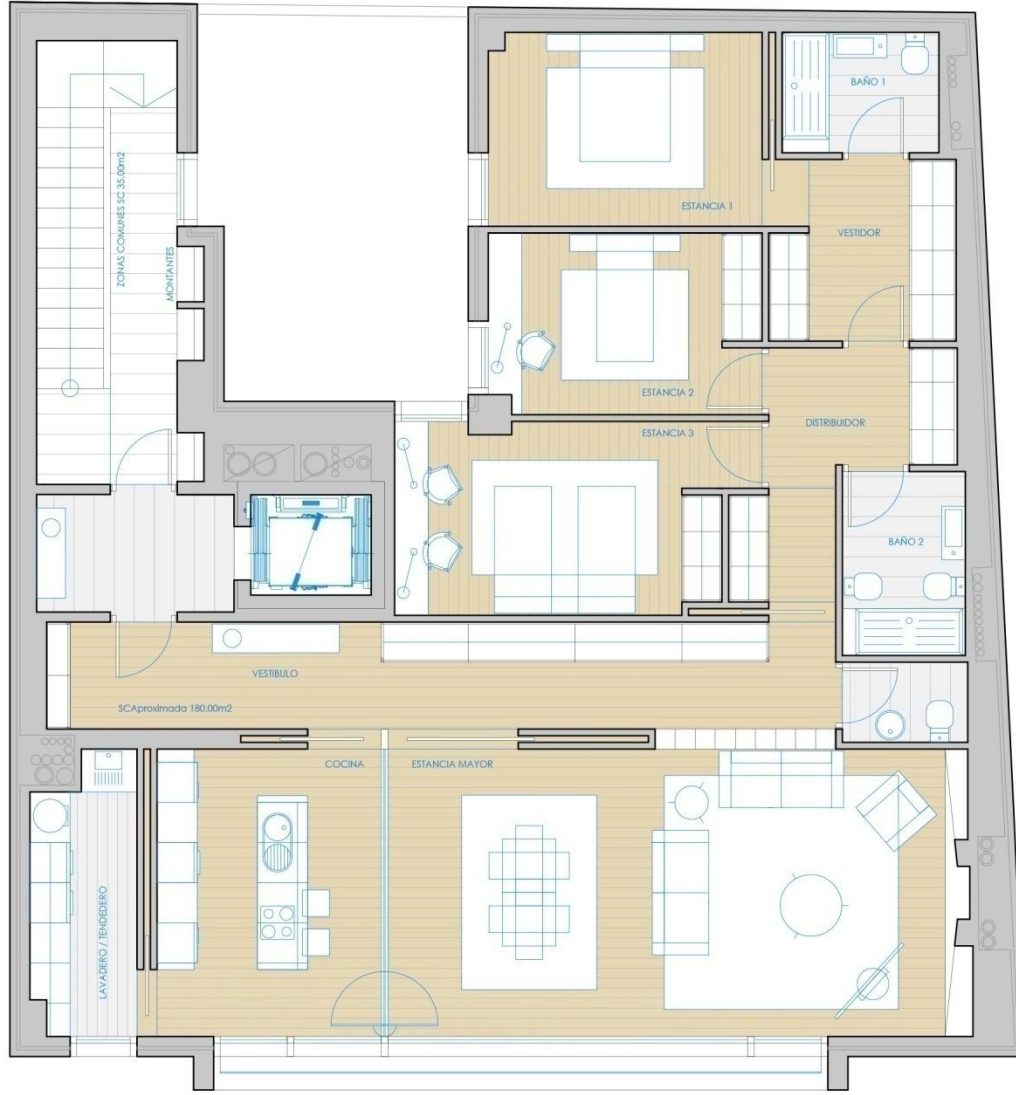 BAÑO 1
ZONAS COMUNES SC 35.00m2
MONTANTES
ESTANCIA 1
VESTIDOR
ESTANCIA 2
ESTANCIA 3
DISTRIBUIDOR
BAÑO 2
VESTIBULO
SCAproximada 180.00m2
COCINA
ESTANCIA MAYOR
LAVADERO / TENDEDERO